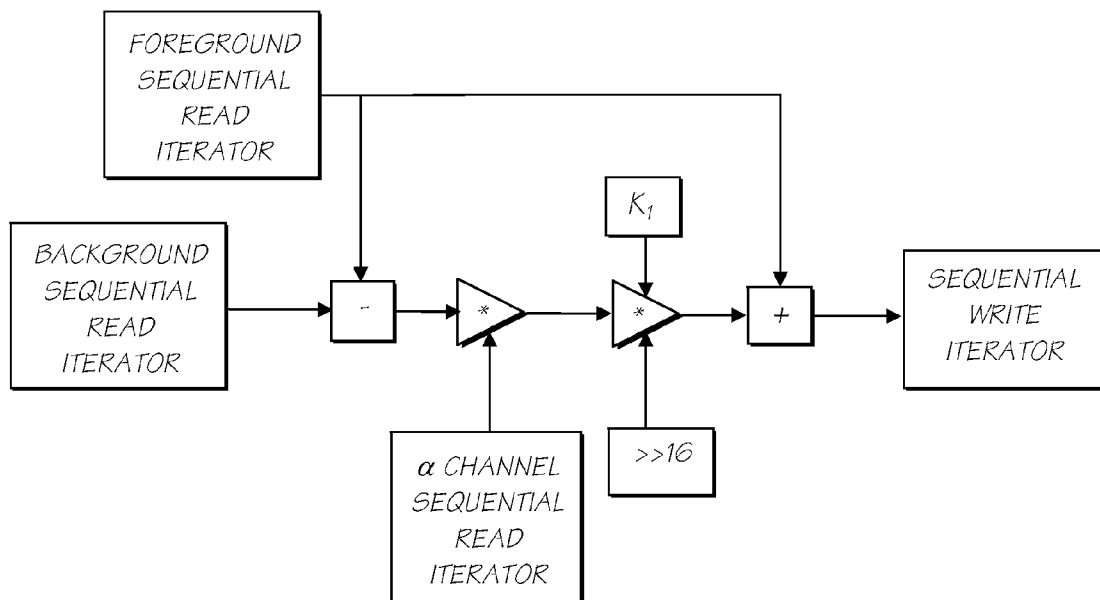 FOREGROUND
SEQUENTIAL
READ
ITERATOR
K1
BACKGROUND
SEQUENTIAL
READ
ITERATOR
-
*
*
+
SEQUENTIAL
WRITE
ITERATOR
α CHANNEL
SEQUENTIAL
READ
ITERATOR
>>16